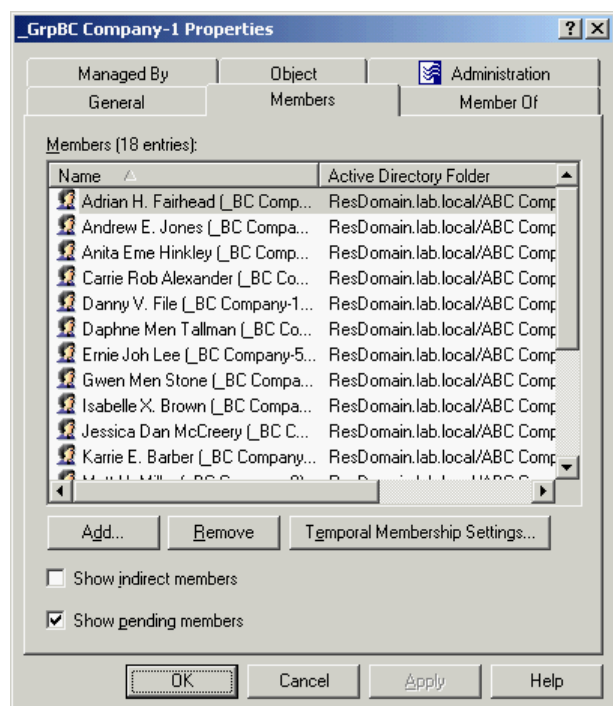 _GrpBC Company-1 Properties
Managed By Object Administration
General Members Member Of
Members (18 entries):
Name Active Directory Folder
Adrian H. Fairhead (_BC Comp... ResDomain.lab.local/ABC Comp
Andrew E. Jones (_BC Compa... ResDomain.lab.local/ABC Comp
Anita Eme Hinkley (_BC Comp... ResDomain.lab.local/ABC Comp
Carrie Rob Alexander (_BC Co... ResDomain.lab.local/ABC Comp
Danny V. File (_BC Company-1... ResDomain.lab.local/ABC Comp
Daphne Men Tallman (_BC Co... ResDomain.lab.local/ABC Comp
Ernie Joh Lee (_BC Company-5... ResDomain.lab.local/ABC Comp
Gwen Men Stone (_BC Compa... ResDomain.lab.local/ABC Comp
Isabelle X. Brown (_BC Compa... ResDomain.lab.local/ABC Comp
Jessica Dan McCreery (_BC C... ResDomain.lab.local/ABC Comp
Karrie E. Barber (_BC Company... ResDomain.lab.local/ABC Comp
Add... Remove Temporal Membership Settings...
Show indirect members
Show pending members
OK Cancel Apply Help